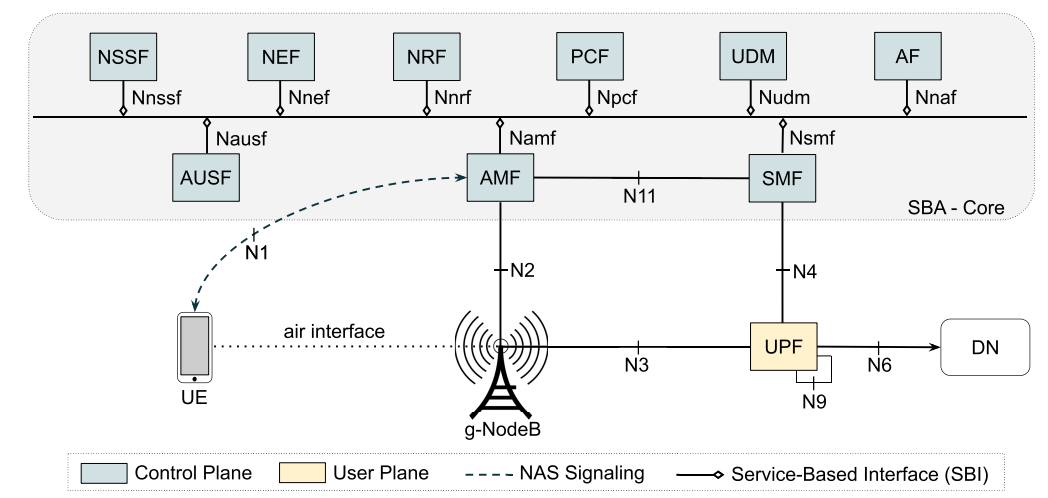 NSSF
NEF
NRF
PCF
UDM
AF
Nnssf
Nnef
Nnrf
Npcf
Nudm
Nnaf
Nausf
Namf
Nsmf
AUSF
AMF
SMF
N11
SBA - Core
N1
N2
N4
air interface
UPF
DN
N3
N6
UE
N9
g-NodeB
Control Plane
User Plane
NAS Signaling
Service-Based Interface (SBI)